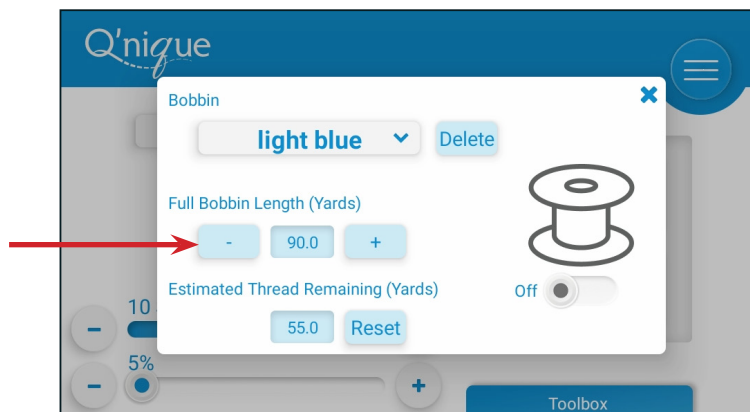 Q'nique
Bobbin
light blue
Delete
Full Bobbin Length (Yards)
- 90.0 +
Estimated Thread Remaining (Yards)
Off
55.0 Reset
10
5%
Toolbox